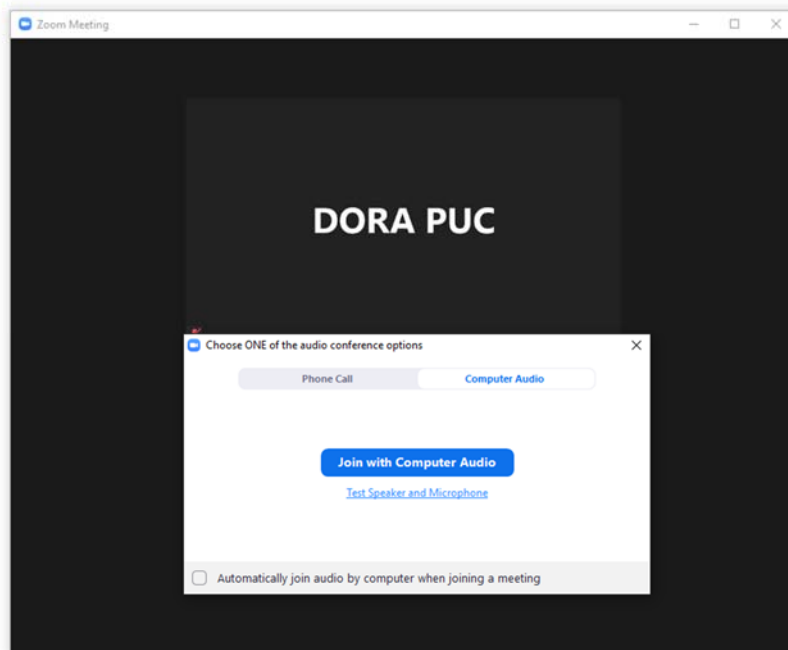 Zoom Meeting
DORA PUC
Choose ONE of the audio conference options
Phone Call
Computer Audio
Join with Computer Audio
Test Speaker and Microphone
Automatically join audio by computer when joining a meeting